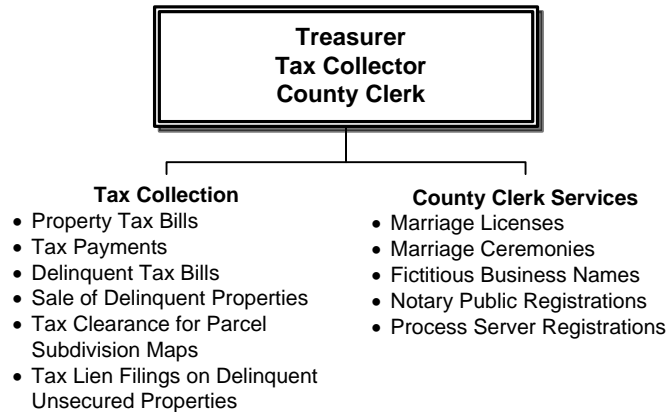 Treasurer
Tax Collector
County Clerk
Tax Collection
• Property Tax Bills
• Tax Payments
• Delinquent Tax Bills
• Sale of Delinquent Properties
• Tax Clearance for Parcel
Subdivision Maps
• Tax Lien Filings on Delinquent
Unsecured Properties
County Clerk Services
• Marriage Licenses
• Marriage Ceremonies
• Fictitious Business Names
• Notary Public Registrations
• Process Server Registrations